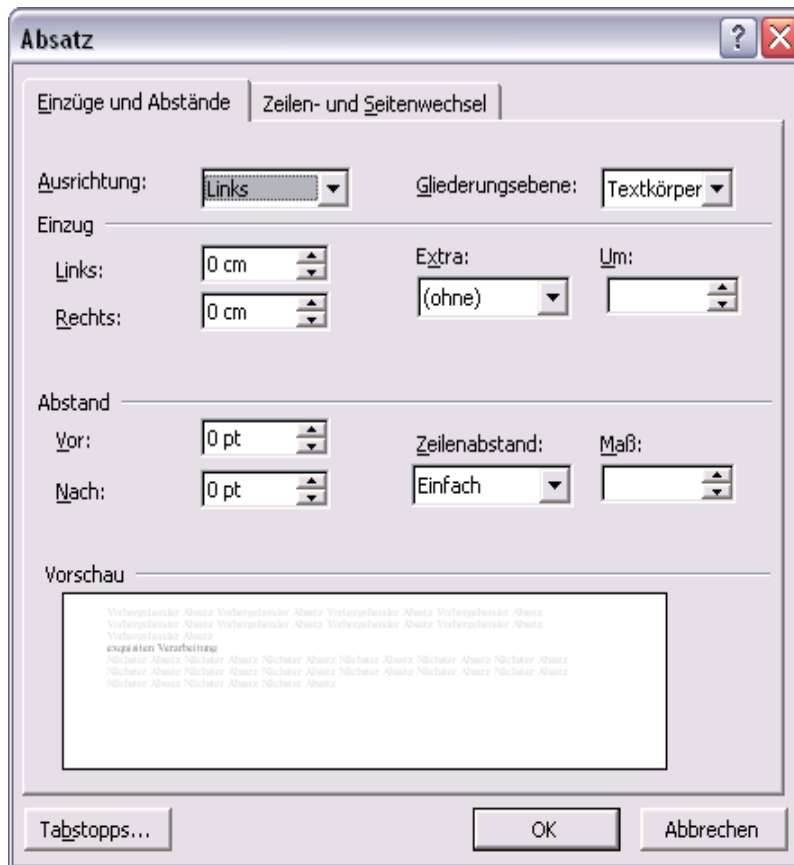 Absatz
Einzüge und Abstände Zeilen- und Seitenwechsel
Ausrichtung: Links Gliederungsebene: Textkörper
Einzug
Links: 0 cm Extra: Um:
Rechts: 0 cm (ohne)
Abstand
Vor: 0 pt Zeilenabstand: Maß:
Nach: 0 pt Einfach
Vorschau
Vorhergehender Absatz Vorhergehender Absatz Vorhergehender Absatz Vorhergehender Absatz
Vorhergehender Absatz Vorhergehender Absatz Vorhergehender Absatz Vorhergehender Absatz
Vorhergehender Absatz
exquisiten Verarbeitung
Nächster Absatz Nächster Absatz Nächster Absatz Nächster Absatz Nächster Absatz Nächster Absatz
Nächster Absatz Nächster Absatz Nächster Absatz Nächster Absatz Nächster Absatz Nächster Absatz
Nächster Absatz Nächster Absatz Nächster Absatz
Tabstopps... OK Abbrechen